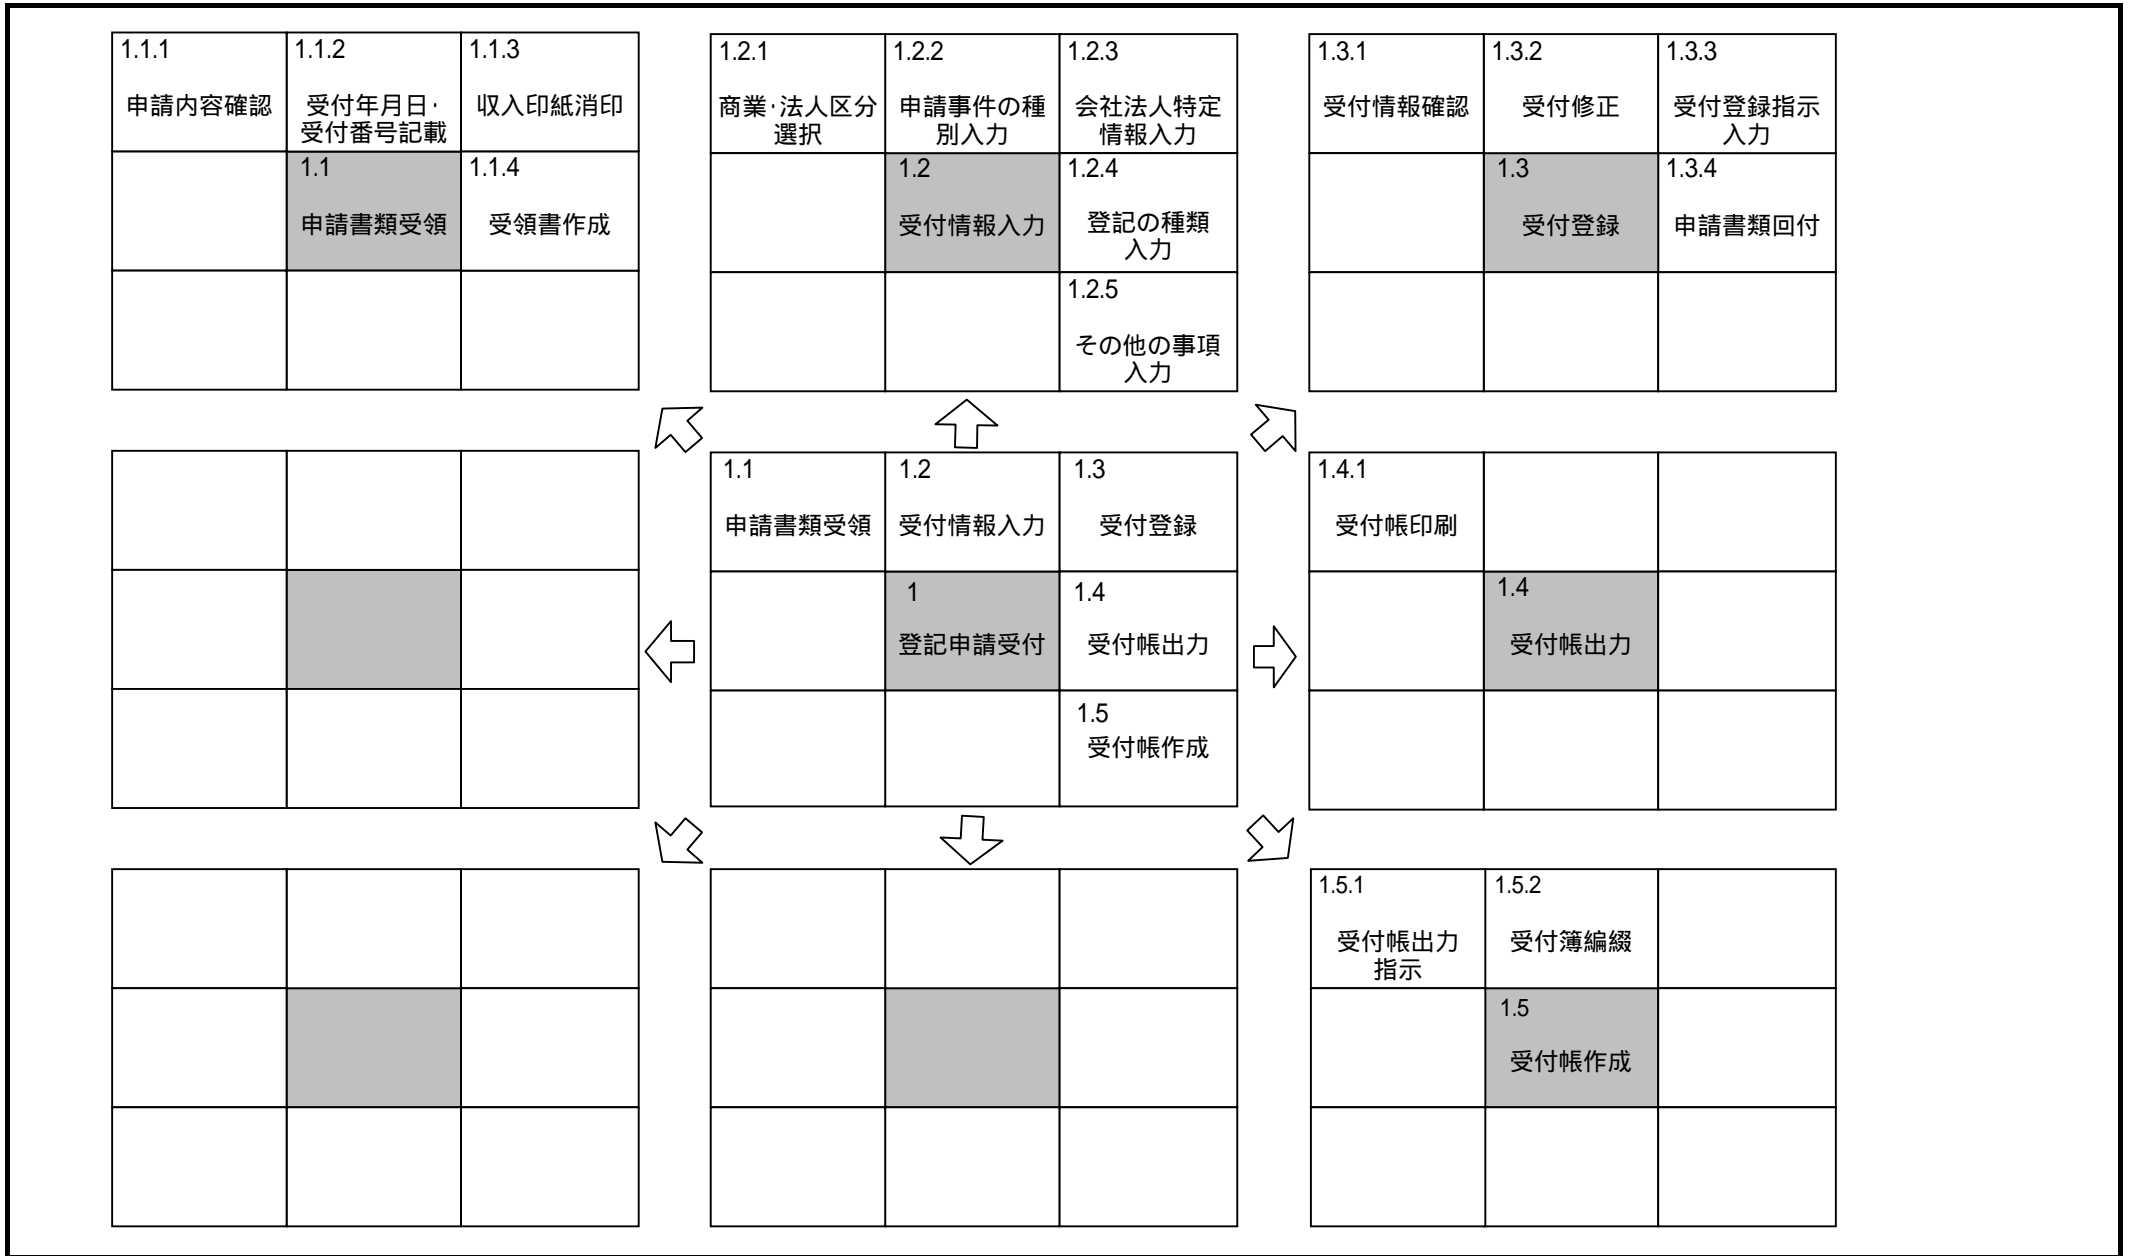 1.1.1
申請内容確認
1.1.2
受付年月日・
受付番号記載
1.1.3
収入印紙消印
1.1
申請書類受領
1.1.4
受領書作成
1.2.1
商業・法人区分
選択
1.2.2
申請事件の種
別入力
1.2.3
会社法人特定
情報入力
1.2
受付情報入力
1.2.4
登記の種類
入力
1.2.5
その他の事項
入力
1.3.1
受付情報確認
1.3.2
受付修正
1.3.3
受付登録指示
入力
1.3
受付登録
1.3.4
申請書類回付
1.1
申請書類受領
1.2
受付情報入力
1.3
受付登録
1
登記申請受付
1.4
受付帳出力
1.5
受付帳作成
1.4.1
受付帳印刷
1.4
受付帳出力
1.5.1
受付帳出力
指示
1.5.2
受付簿編綴
1.5
受付帳作成